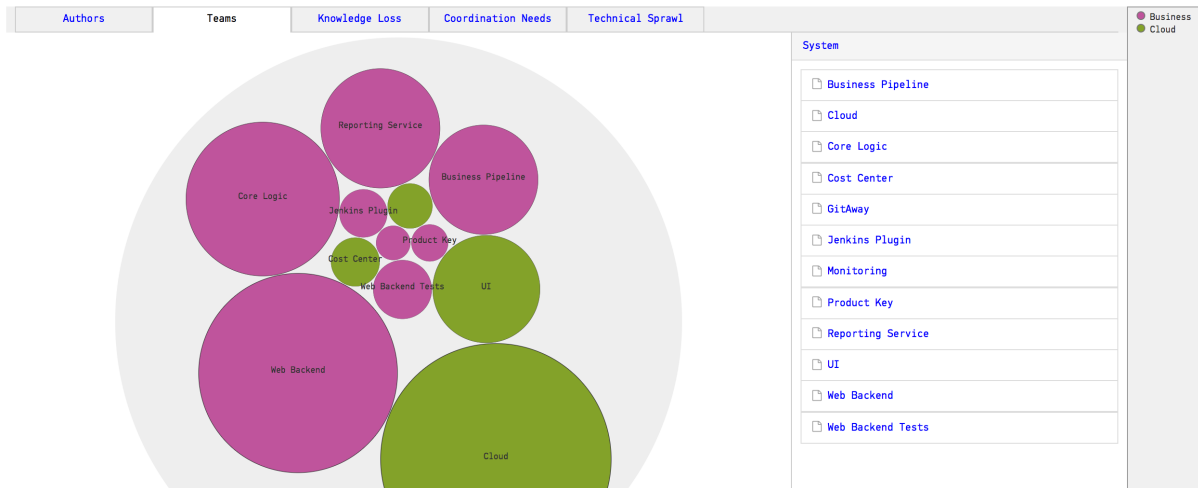 Authors
Teams
Knowledge Loss
Coordination Needs
Technical Sprawl
Business
Cloud
System
Business Pipeline
Cloud
Core Logic
Cost Center
GitAway
Jenkins Plugin
Monitoring
Product Key
Reporting Service
UI
Web Backend
Web Backend Tests
Reporting Service
Business Pipeline
Core Logic
Jenkins Plugin
Product Key
Cost Center
Web Backend Tests
UI
Web Backend
Cloud